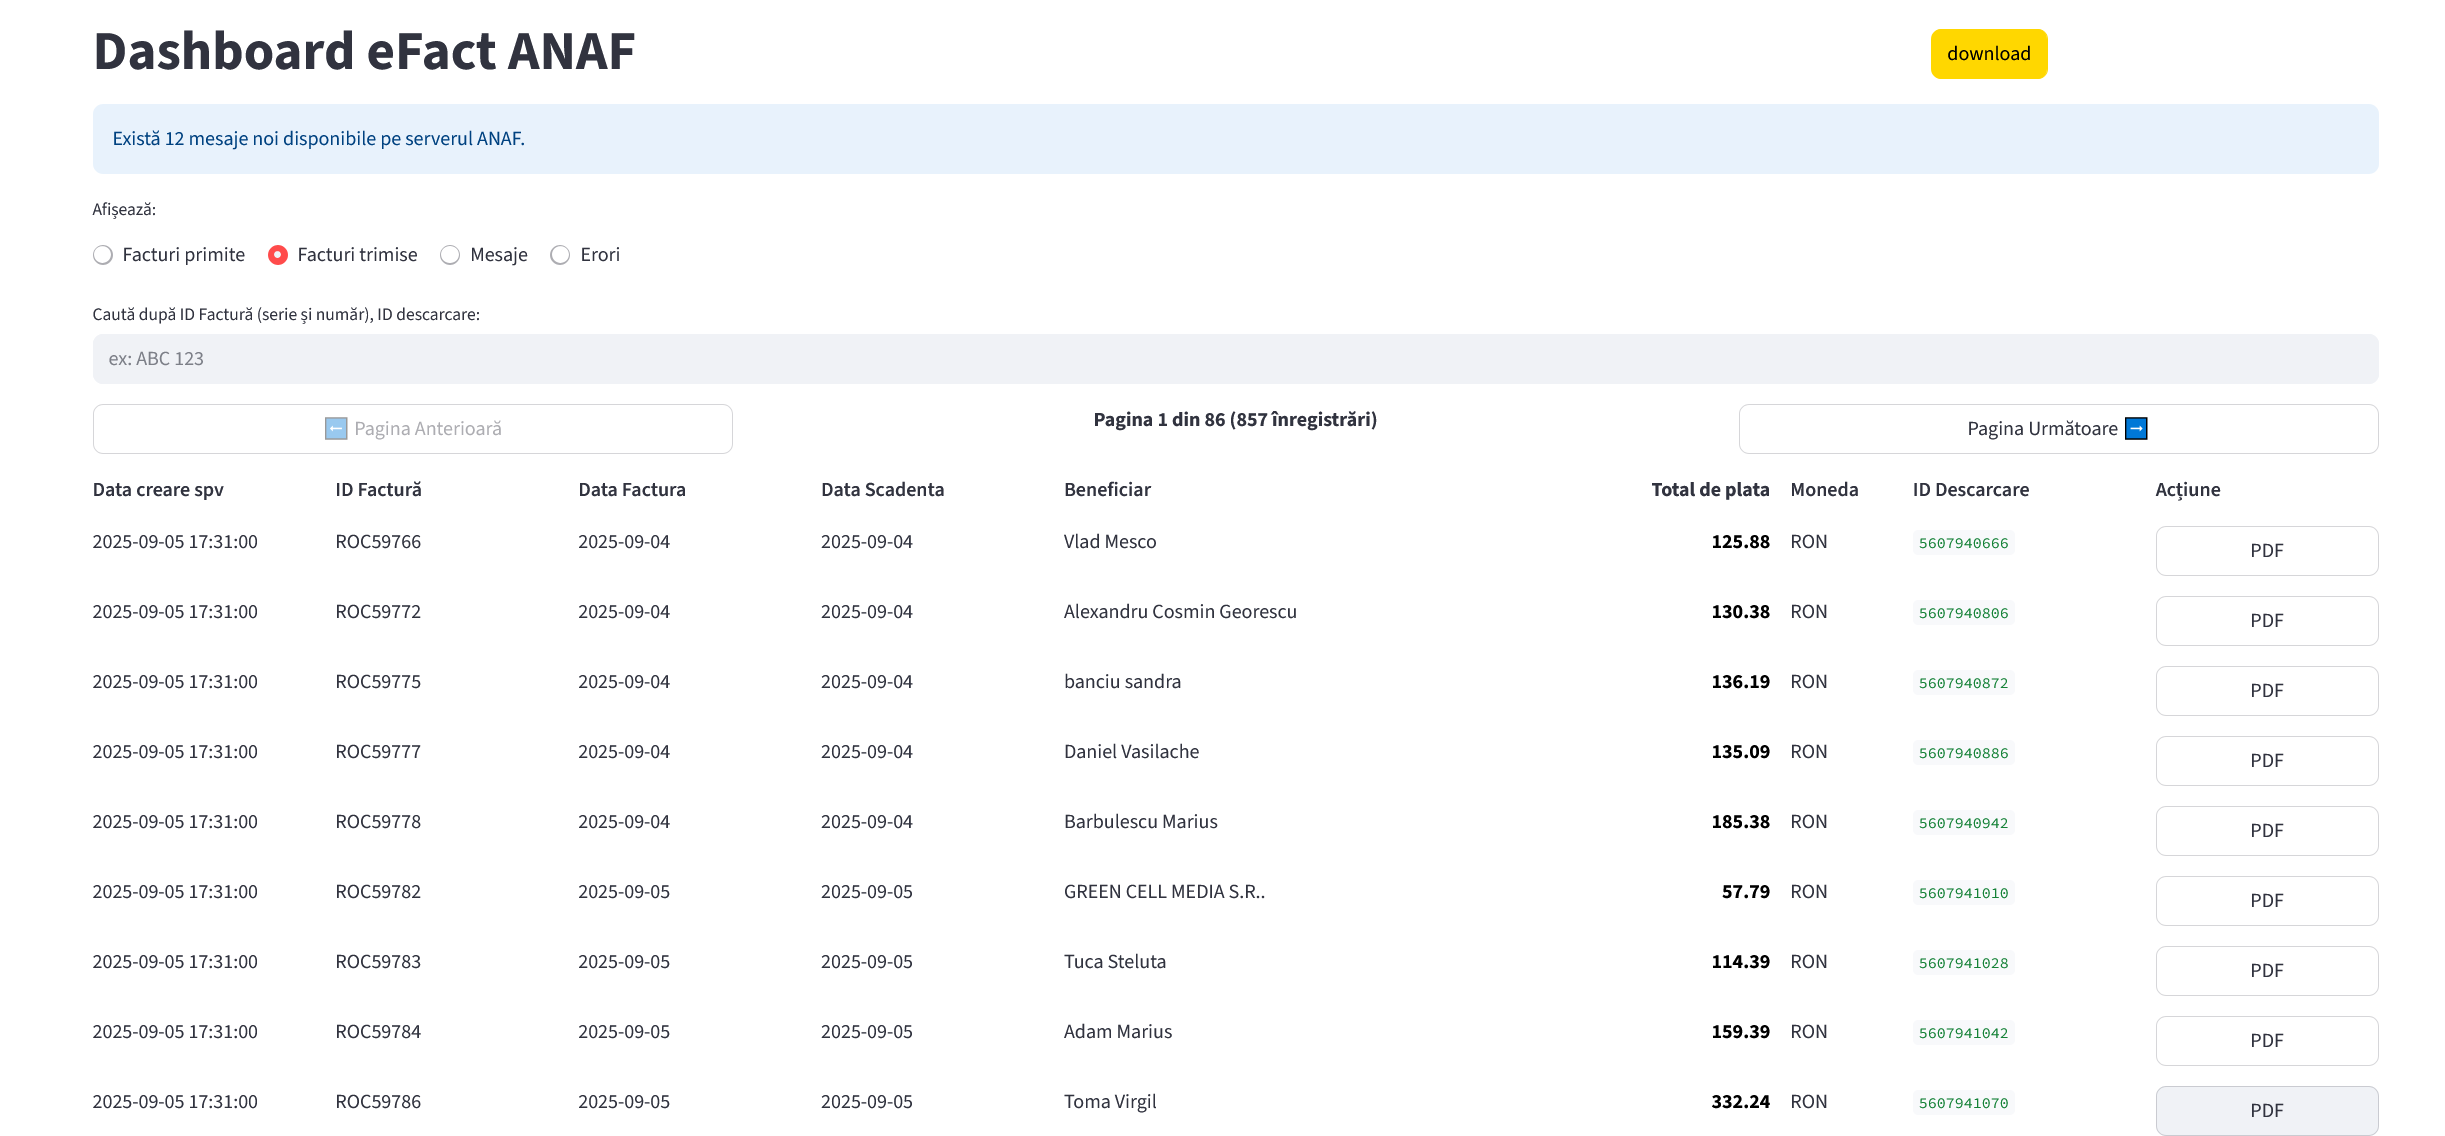 Dashboard eFact ANAF
download
Există 12 mesaje noi disponibile pe serverul ANAF.
Afișează:
Facturi primite Facturi trimise Mesaje Erori
Caută după ID Factură (serie și număr), ID descarcare:
ex: ABC 123
Pagina Anterioară Pagina 1 din 86 (857 înregistrări) Pagina Următoare
Data creare spv ID Factură Data Factura Data Scadenta Beneficiar Total de plata Moneda ID Descarcare Acțiune
2025-09-05 17:31:00 ROC59766 2025-09-04 2025-09-04 Vlad Mesco 125.88 RON 5607940666 PDF
2025-09-05 17:31:00 ROC59772 2025-09-04 2025-09-04 Alexandru Cosmin Georescu 130.38 RON 5607940806 PDF
2025-09-05 17:31:00 ROC59775 2025-09-04 2025-09-04 banciu sandra 136.19 RON 5607940872 PDF
2025-09-05 17:31:00 ROC59777 2025-09-04 2025-09-04 Daniel Vasilache 135.09 RON 5607940886 PDF
2025-09-05 17:31:00 ROC59778 2025-09-04 2025-09-04 Barbulescu Marius 185.38 RON 5607940942 PDF
2025-09-05 17:31:00 ROC59782 2025-09-05 2025-09-05 GREEN CELL MEDIA S.R.. 57.79 RON 5607941010 PDF
2025-09-05 17:31:00 ROC59783 2025-09-05 2025-09-05 Tuca Steluta 114.39 RON 5607941028 PDF
2025-09-05 17:31:00 ROC59784 2025-09-05 2025-09-05 Adam Marius 159.39 RON 5607941042 PDF
2025-09-05 17:31:00 ROC59786 2025-09-05 2025-09-05 Toma Virgil 332.24 RON 5607941070 PDF